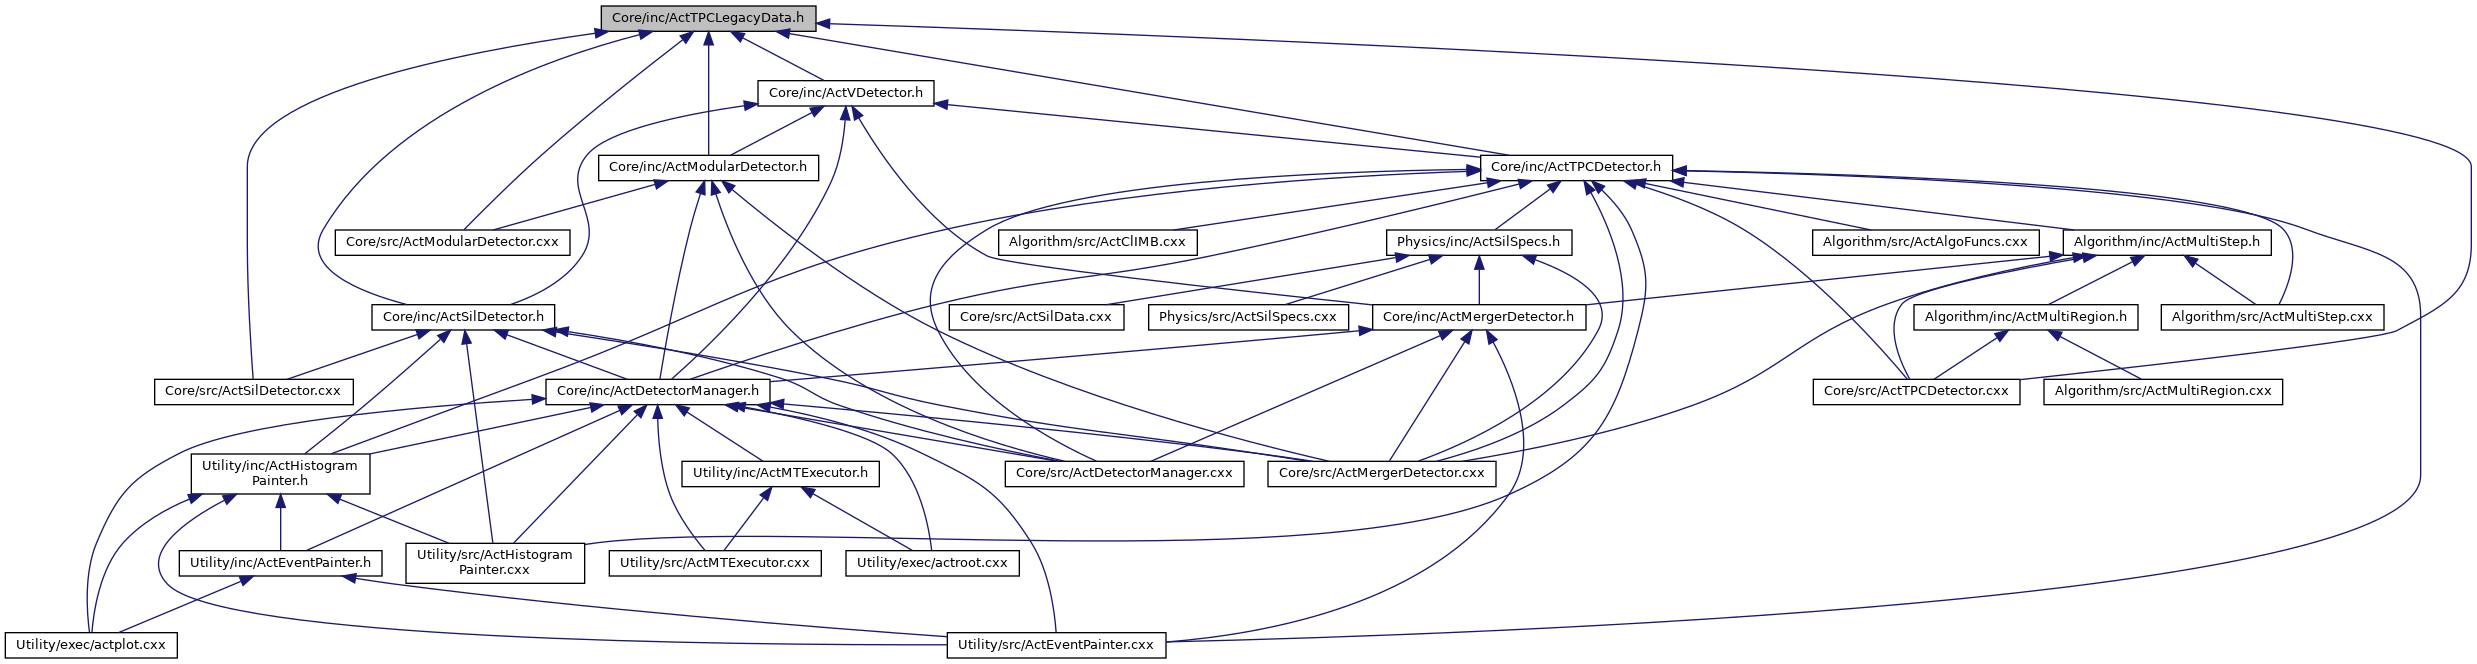 Core/inc/ActTPCLegacyData.h
Core/inc/ActVDetector.h
Core/inc/ActModularDetector.h
Core/inc/ActTPCDetector.h
Core/src/ActModularDetector.cxx
Algorithm/src/ActClIMB.cxx
Physics/inc/ActSilSpecs.h
Algorithm/src/ActAlgoFuncs.cxx
Algorithm/inc/ActMultiStep.h
Core/inc/ActSilDetector.h
Core/src/ActSilData.cxx
Physics/src/ActSilSpecs.cxx
Core/inc/ActMergerDetector.h
Algorithm/inc/ActMultiRegion.h
Algorithm/src/ActMultiStep.cxx
Core/src/ActSilDetector.cxx
Core/inc/ActDetectorManager.h
Core/src/ActTPCDetector.cxx
Algorithm/src/ActMultiRegion.cxx
Utility/inc/ActHistogram
Painter.h
Utility/inc/ActMTExecutor.h
Core/src/ActDetectorManager.cxx
Core/src/ActMergerDetector.cxx
Utility/inc/ActEventPainter.h
Utility/src/ActHistogram
Painter.cxx
Utility/src/ActMTExecutor.cxx
Utility/exec/actroot.cxx
Utility/exec/actplot.cxx
Utility/src/ActEventPainter.cxx